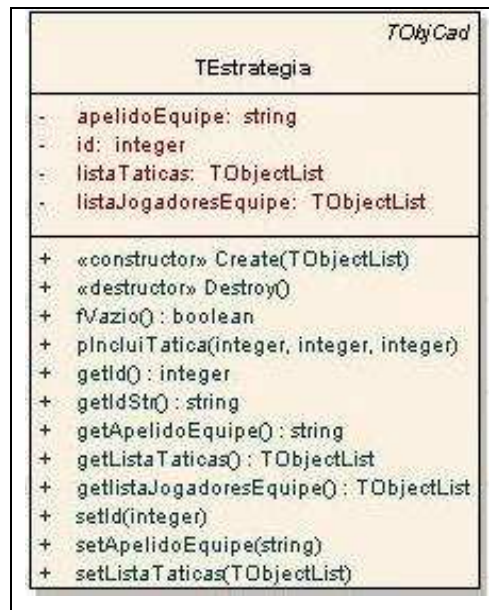 TObjCad
TEstrategia
- apelidoEquipe: string
- id: integer
- listaTaticas: TObjectList
- listaJogadoresEquipe: TObjectList
+ «constructor» Create(TObjectList)
+ «destructor» Destroy()
+ fVazio() : boolean
+ pIncluiTatica(integer, integer, integer)
+ getId() : integer
+ getIdStr() : string
+ getApelidoEquipe() : string
+ getListaTaticas() : TObjectList
+ getlistaJogadoresEquipe() : TObjectList
+ setId(integer)
+ setApelidoEquipe(string)
+ setListaTaticas(TObjectList)